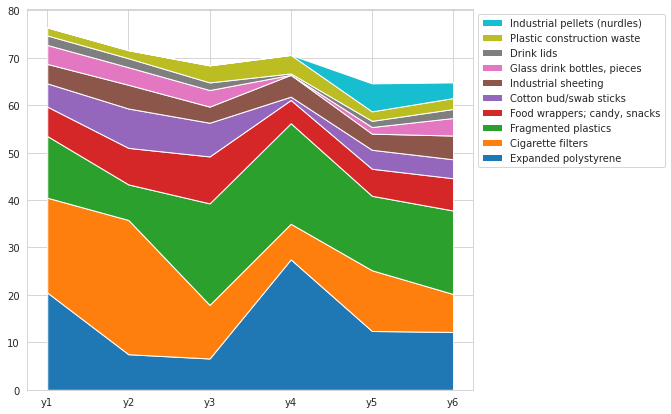 80
70
60
50
40
30
20
10
0
y1 y2 y3 y4 y5 y6
Industrial pellets (nurdles)
Plastic construction waste
Drink lids
Glass drink bottles, pieces
Industrial sheeting
Cotton bud/swab sticks
Food wrappers; candy, snacks
Fragmented plastics
Cigarette filters
Expanded polystyrene